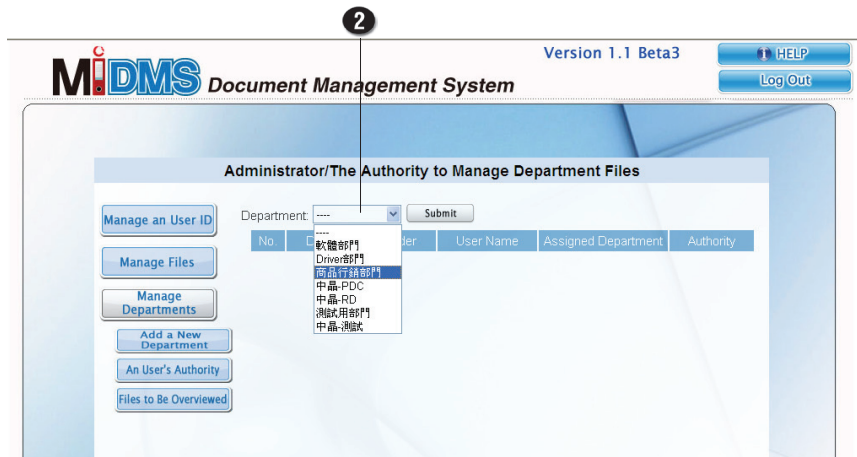 2
Version 1.1 Beta3
HELP
MiDMS Document Management System
Log Out
Administrator/The Authority to Manage Department Files
Manage an User ID
Department: ----
Submit
No.
User Name
Assigned Department
Authority
----
軟體部門
Driver部門
商品行銷部門
中晶-PDC
中晶-RD
測試用部門
中晶-測試
Manage Files
Manage
Departments
Add a New
Department
An User's Authority
Files to Be Overviewed